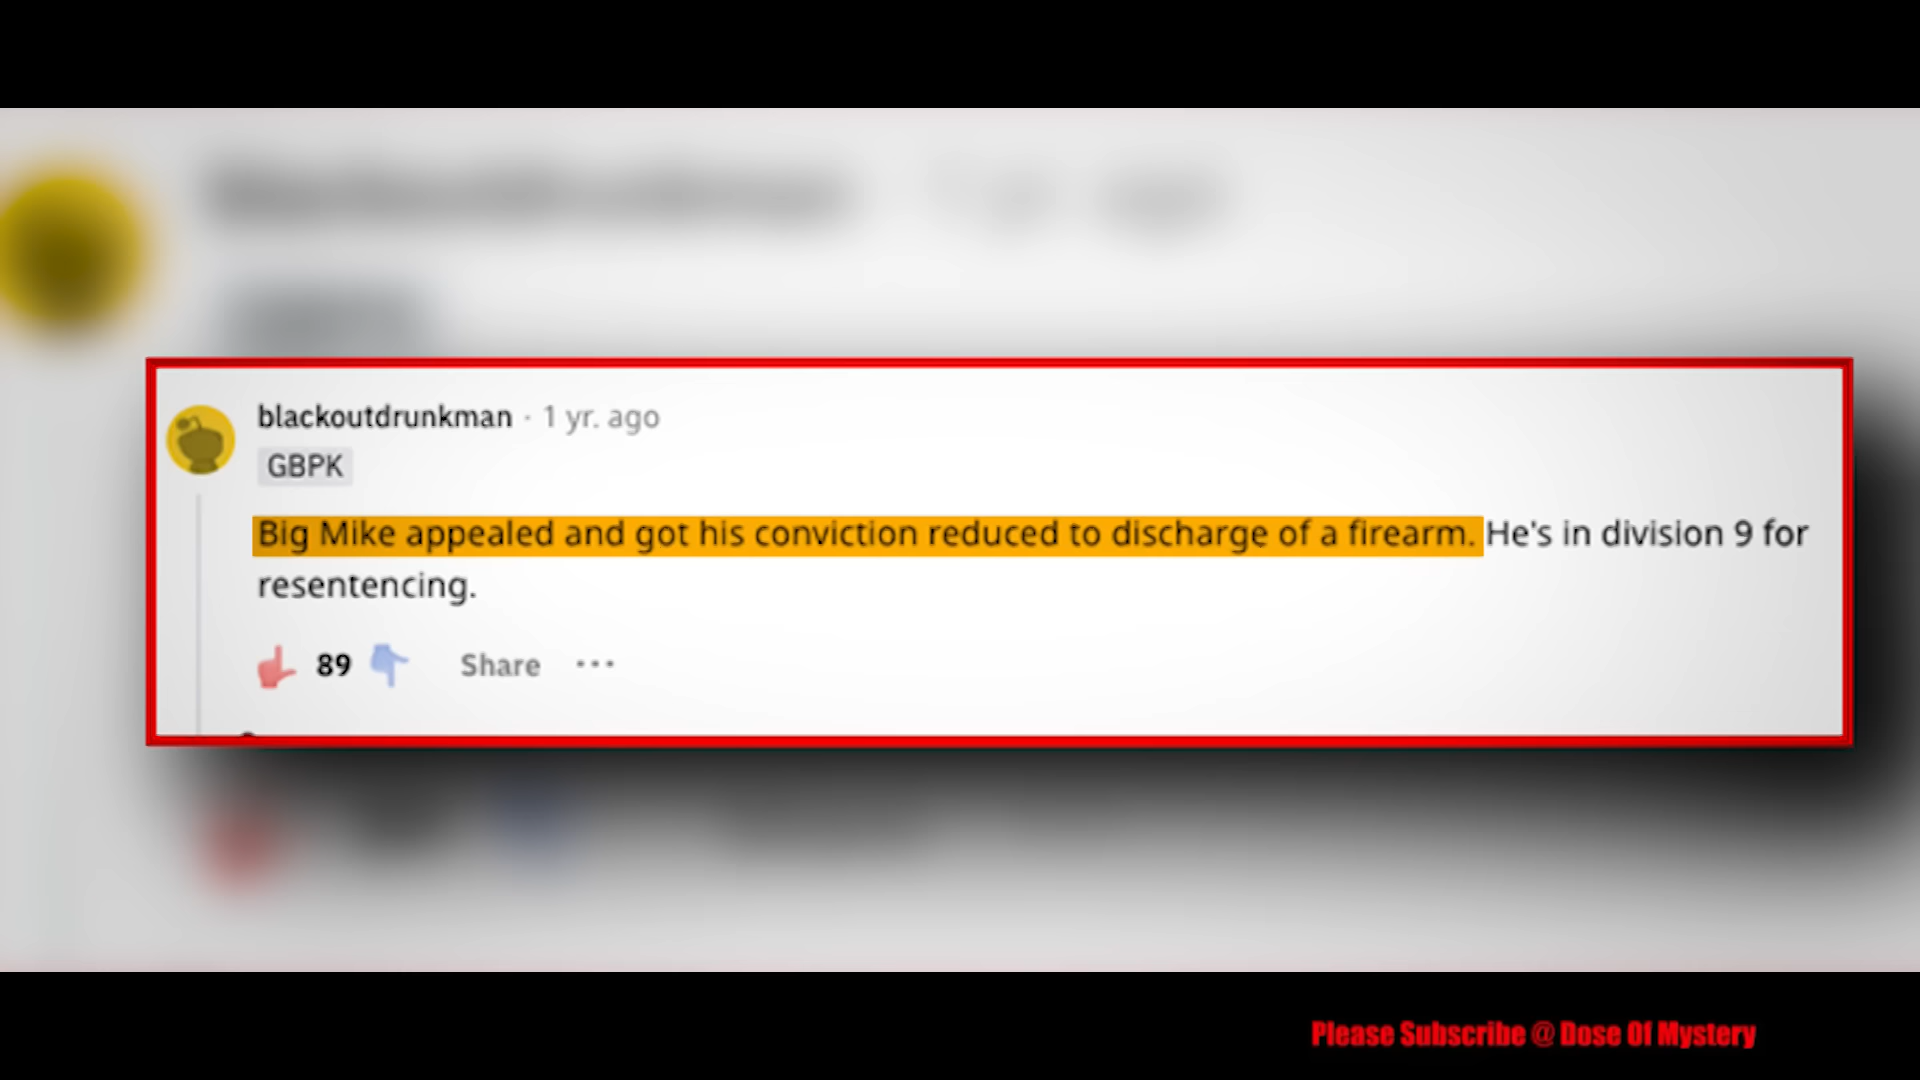 blackoutdrunkman · 1 yr. ago
GBPK
Big Mike appealed and got his conviction reduced to discharge of a firearm. He's in division 9 for
resentencing.
89 Share ···
Please Subscribe @ Dose Of Mystery